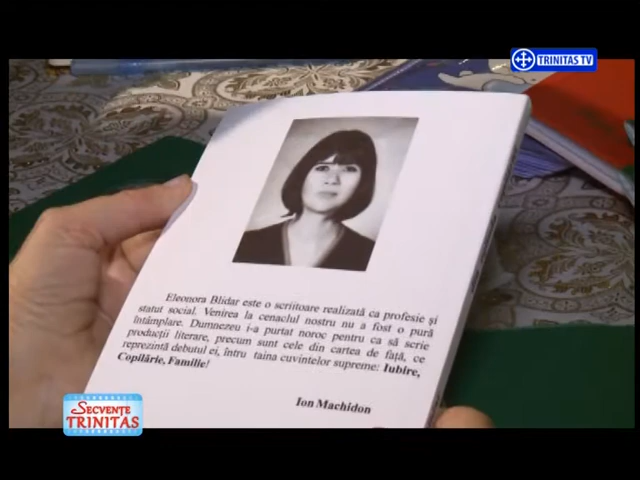 TRINITAS TV
Eleonora Blidar este o scriitoare realizată ca profesie și
statut social. Venirea la cenaclul nostru nu a fost o pură
întâmplare. Dumnezeu i-a purtat noroc pentru ca să scrie
producții literare, precum sunt cele din cartea de față, ce
reprezintă debutul ei, întru taina cuvintelor supreme: Iubire,
Copilărie, Familie!
Ion Machidon
SECVENȚE
TRINITAS